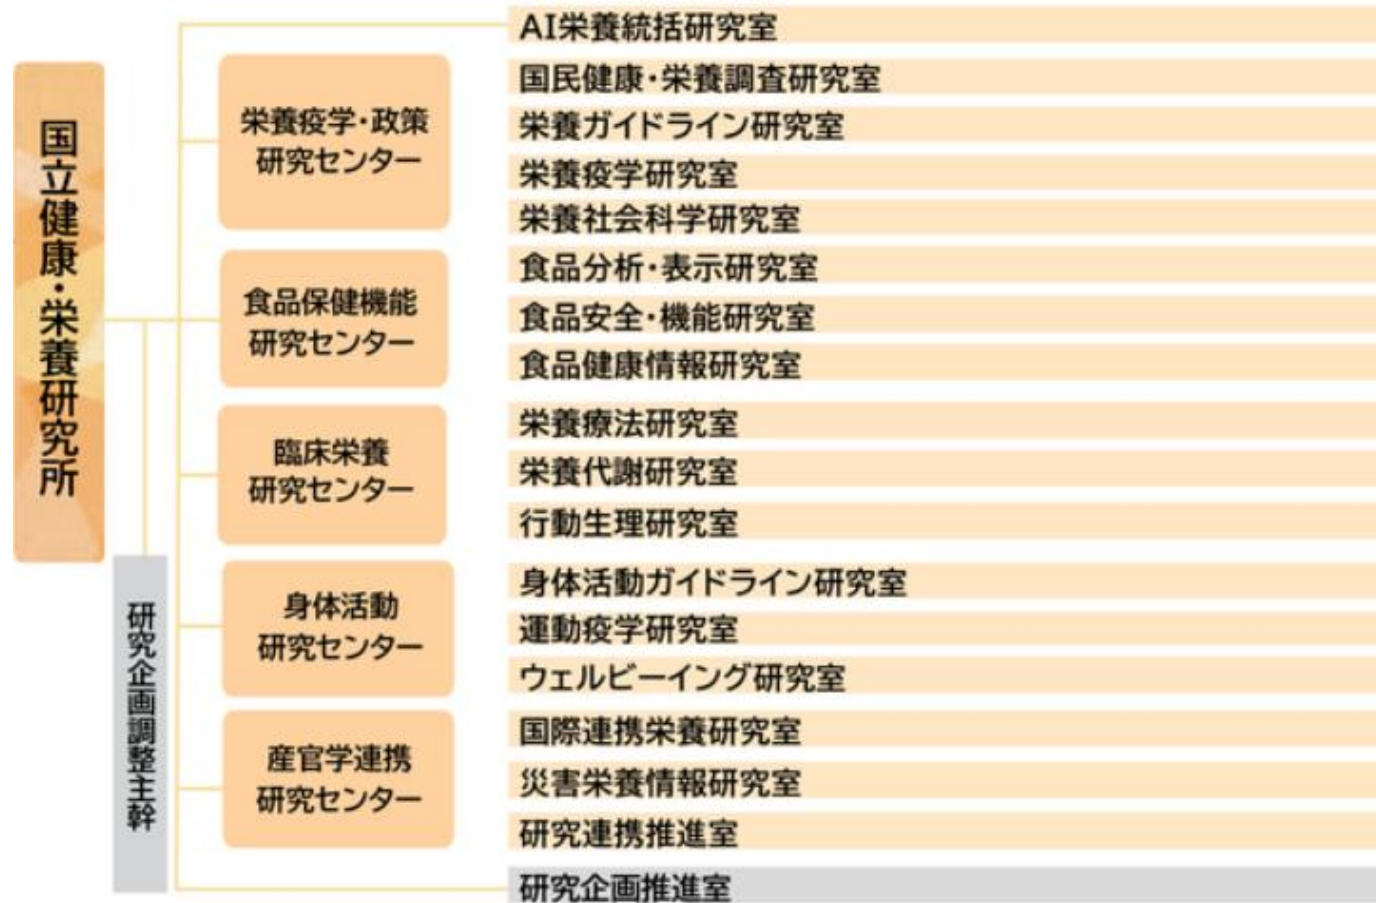 国立健康・栄養研究所
研究企画調整主幹
AI栄養統括研究室
栄養疫学・政策
研究センター
国民健康・栄養調査研究室
栄養ガイドライン研究室
栄養疫学研究室
栄養社会科学研究室
食品保健機能
研究センター
食品分析・表示研究室
食品安全・機能研究室
食品健康情報研究室
臨床栄養
研究センター
栄養療法研究室
栄養代謝研究室
行動生理研究室
身体活動
研究センター
身体活動ガイドライン研究室
運動疫学研究室
ウェルビーイング研究室
産官学連携
研究センター
国際連携栄養研究室
災害栄養情報研究室
研究連携推進室
研究企画推進室